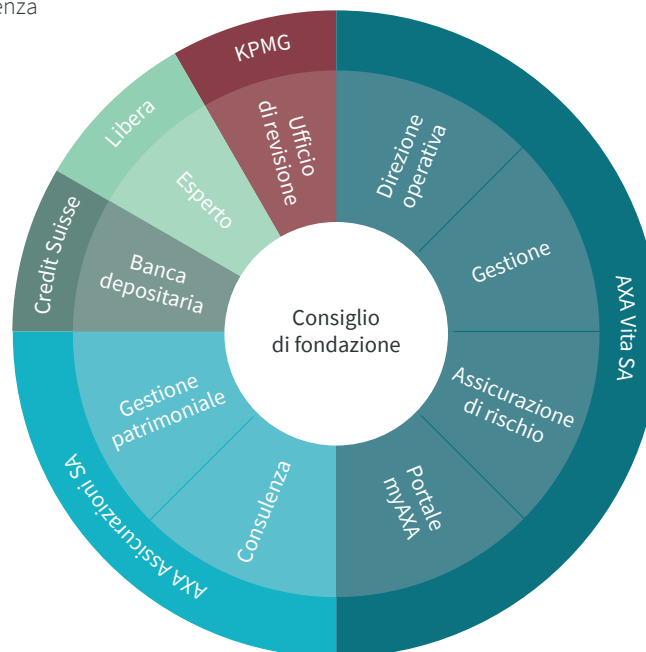 enza
KPMG
Ufficio
di revisione
Direzione
operativa
Gestione
AXA Vita SA
Assicurazione
di rischio
Portale
myAXA
Consulenza
AXA Assicurazioni SA
Gestione
patrimoniale
Banca
depositaria
Credit Suisse
Esperto
Libera
Consiglio
di fondazione